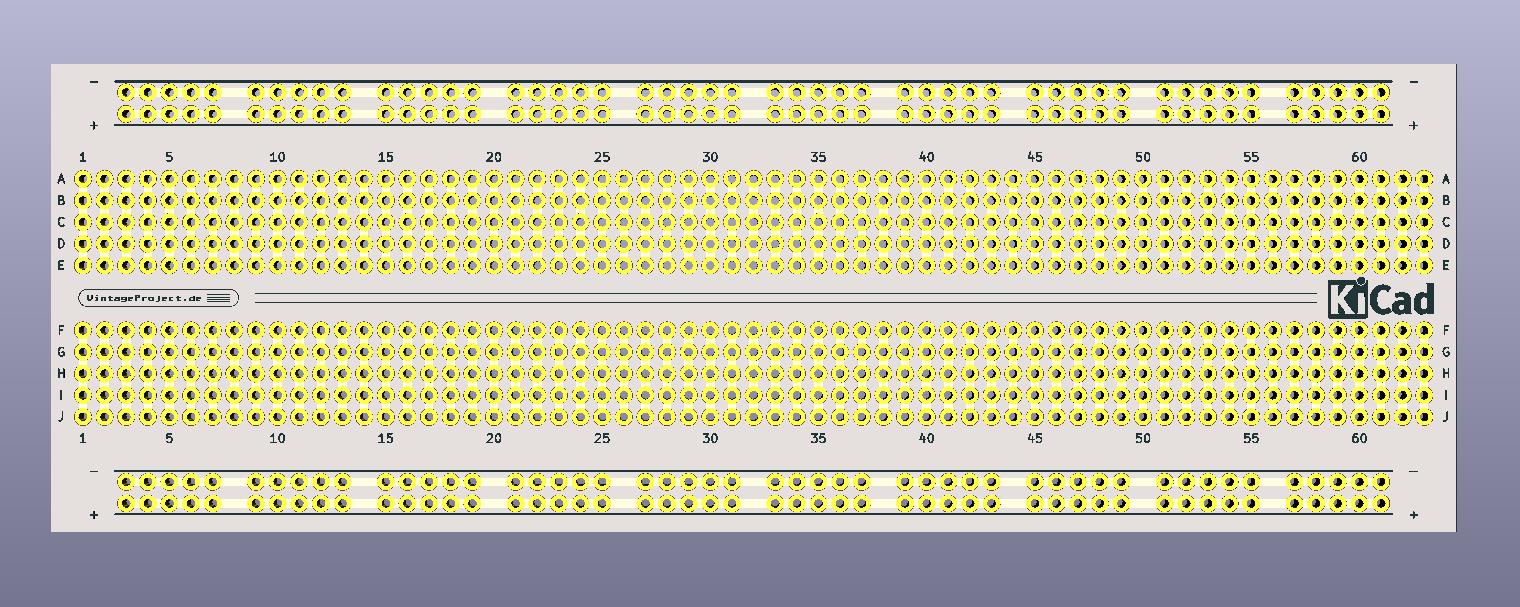 − −
+ +
1 5 10 15 20 25 30 35 40 45 50 55 60
A A
B B
C C
D D
E E
VintageProject.de KiCad
F F
G G
H H
I I
J J
1 5 10 15 20 25 30 35 40 45 50 55 60
− −
+ +